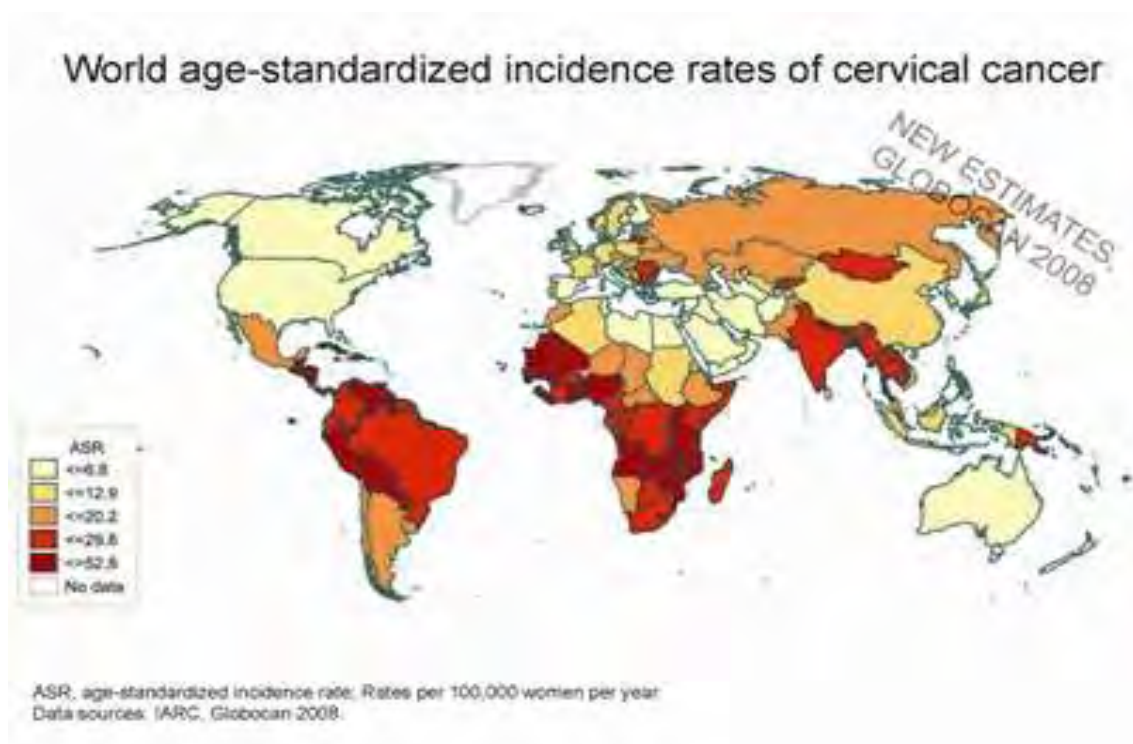 World age-standardized incidence rates of cervical cancer
NEW ESTIMATES,
GLOBOCAN 2008
ASR
<=6.8
<=12.9
<=20.2
<=29.8
<=52.8
No data
ASR, age-standardized incidence rate; Rates per 100,000 women per year
Data sources: IARC, Globocan 2008.